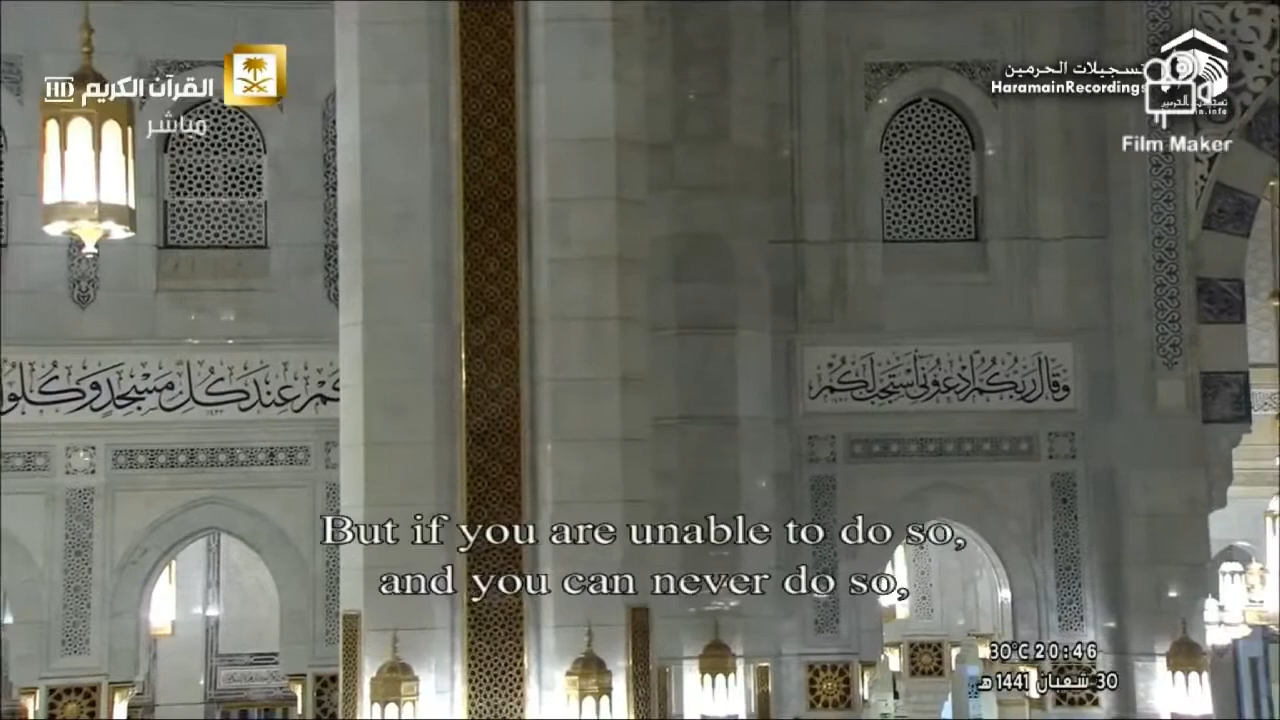 القرآن الكريم HD
مباشر
تسجيلات الحرمين
HaramainRecordings
Film Maker
عند كل مسجد وكلوا
وقال ربكم ادعوني أستجب لكم
But if you are unable to do so,
and you can never do so,
30°C 20:46
30 شعبان 1441 هـ